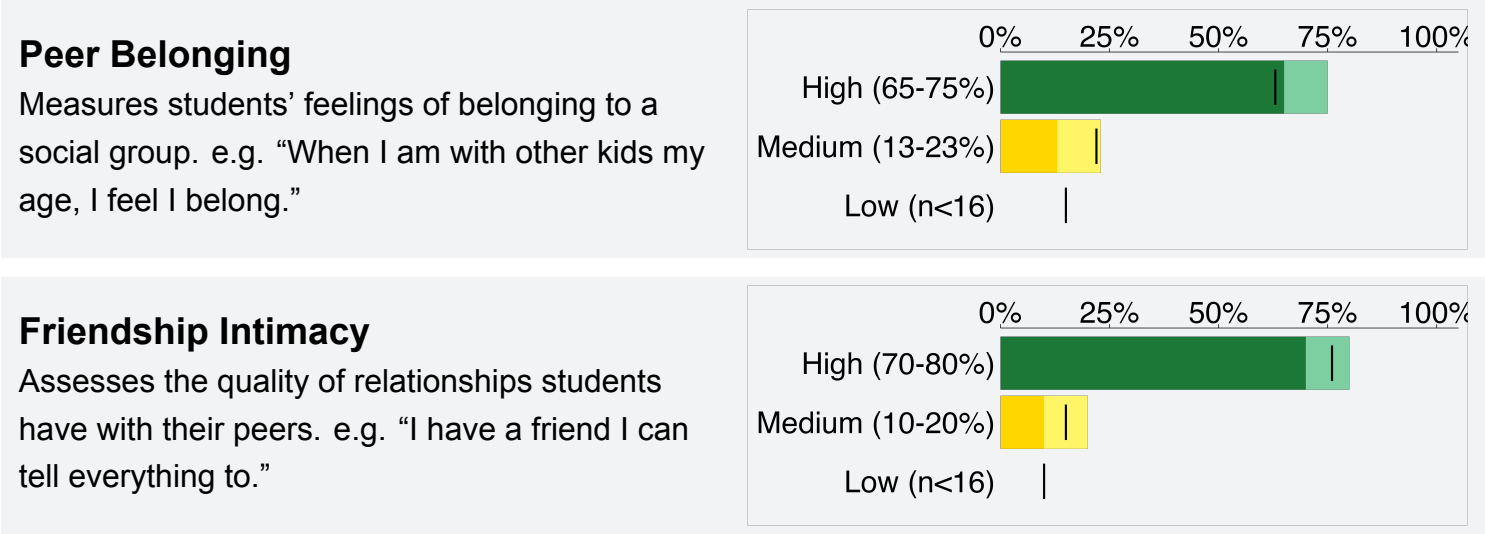 Peer Belonging
Measures students’ feelings of belonging to a
social group. e.g. “When I am with other kids my
age, I feel I belong.”
0% 25% 50% 75% 100%
High (65-75%)
Medium (13-23%)
Low (n<16)
Friendship Intimacy
Assesses the quality of relationships students
have with their peers. e.g. “I have a friend I can
tell everything to.”
0% 25% 50% 75% 100%
High (70-80%)
Medium (10-20%)
Low (n<16)